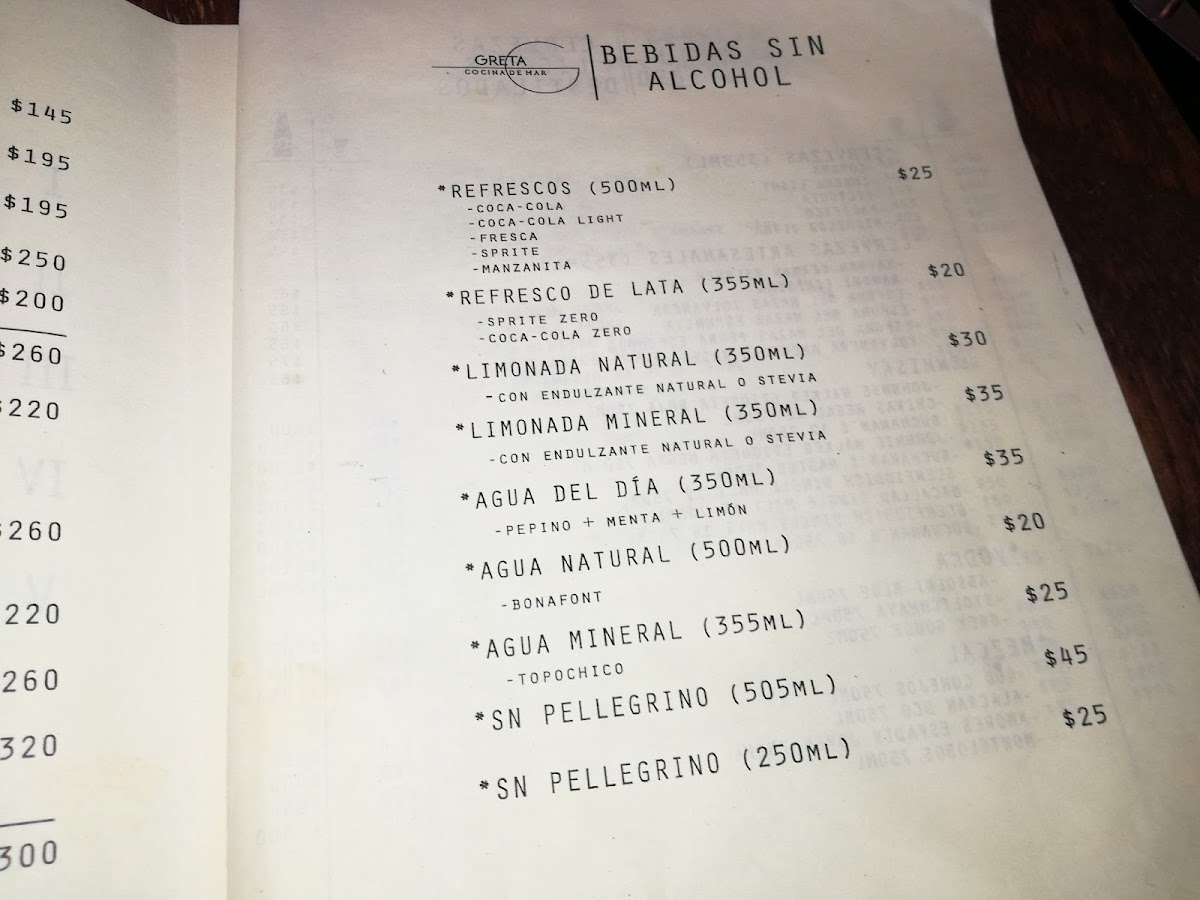 $145
$195
$195
$250
$200
$260
$220
$260
220
260
320
300
GRETA
COCINA DE MAR
BEBIDAS SIN
ALCOHOL
*REFRESCOS (500ML) $25
-COCA-COLA
-COCA-COLA LIGHT
-FRESCA
-SPRITE
-MANZANITA
*REFRESCO DE LATA (355ML) $20
-SPRITE ZERO
-COCA-COLA ZERO
*LIMONADA NATURAL (350ML) $30
-CON ENDULZANTE NATURAL O STEVIA
*LIMONADA MINERAL (350ML) $35
-CON ENDULZANTE NATURAL O STEVIA
*AGUA DEL DÍA (350ML) $35
-PEPINO + MENTA + LIMÓN
*AGUA NATURAL (500ML) $20
-BONAFONT
*AGUA MINERAL (355ML) $25
-TOPOCHICO
*SN PELLEGRINO (505ML) $45
*SN PELLEGRINO (250ML) $25